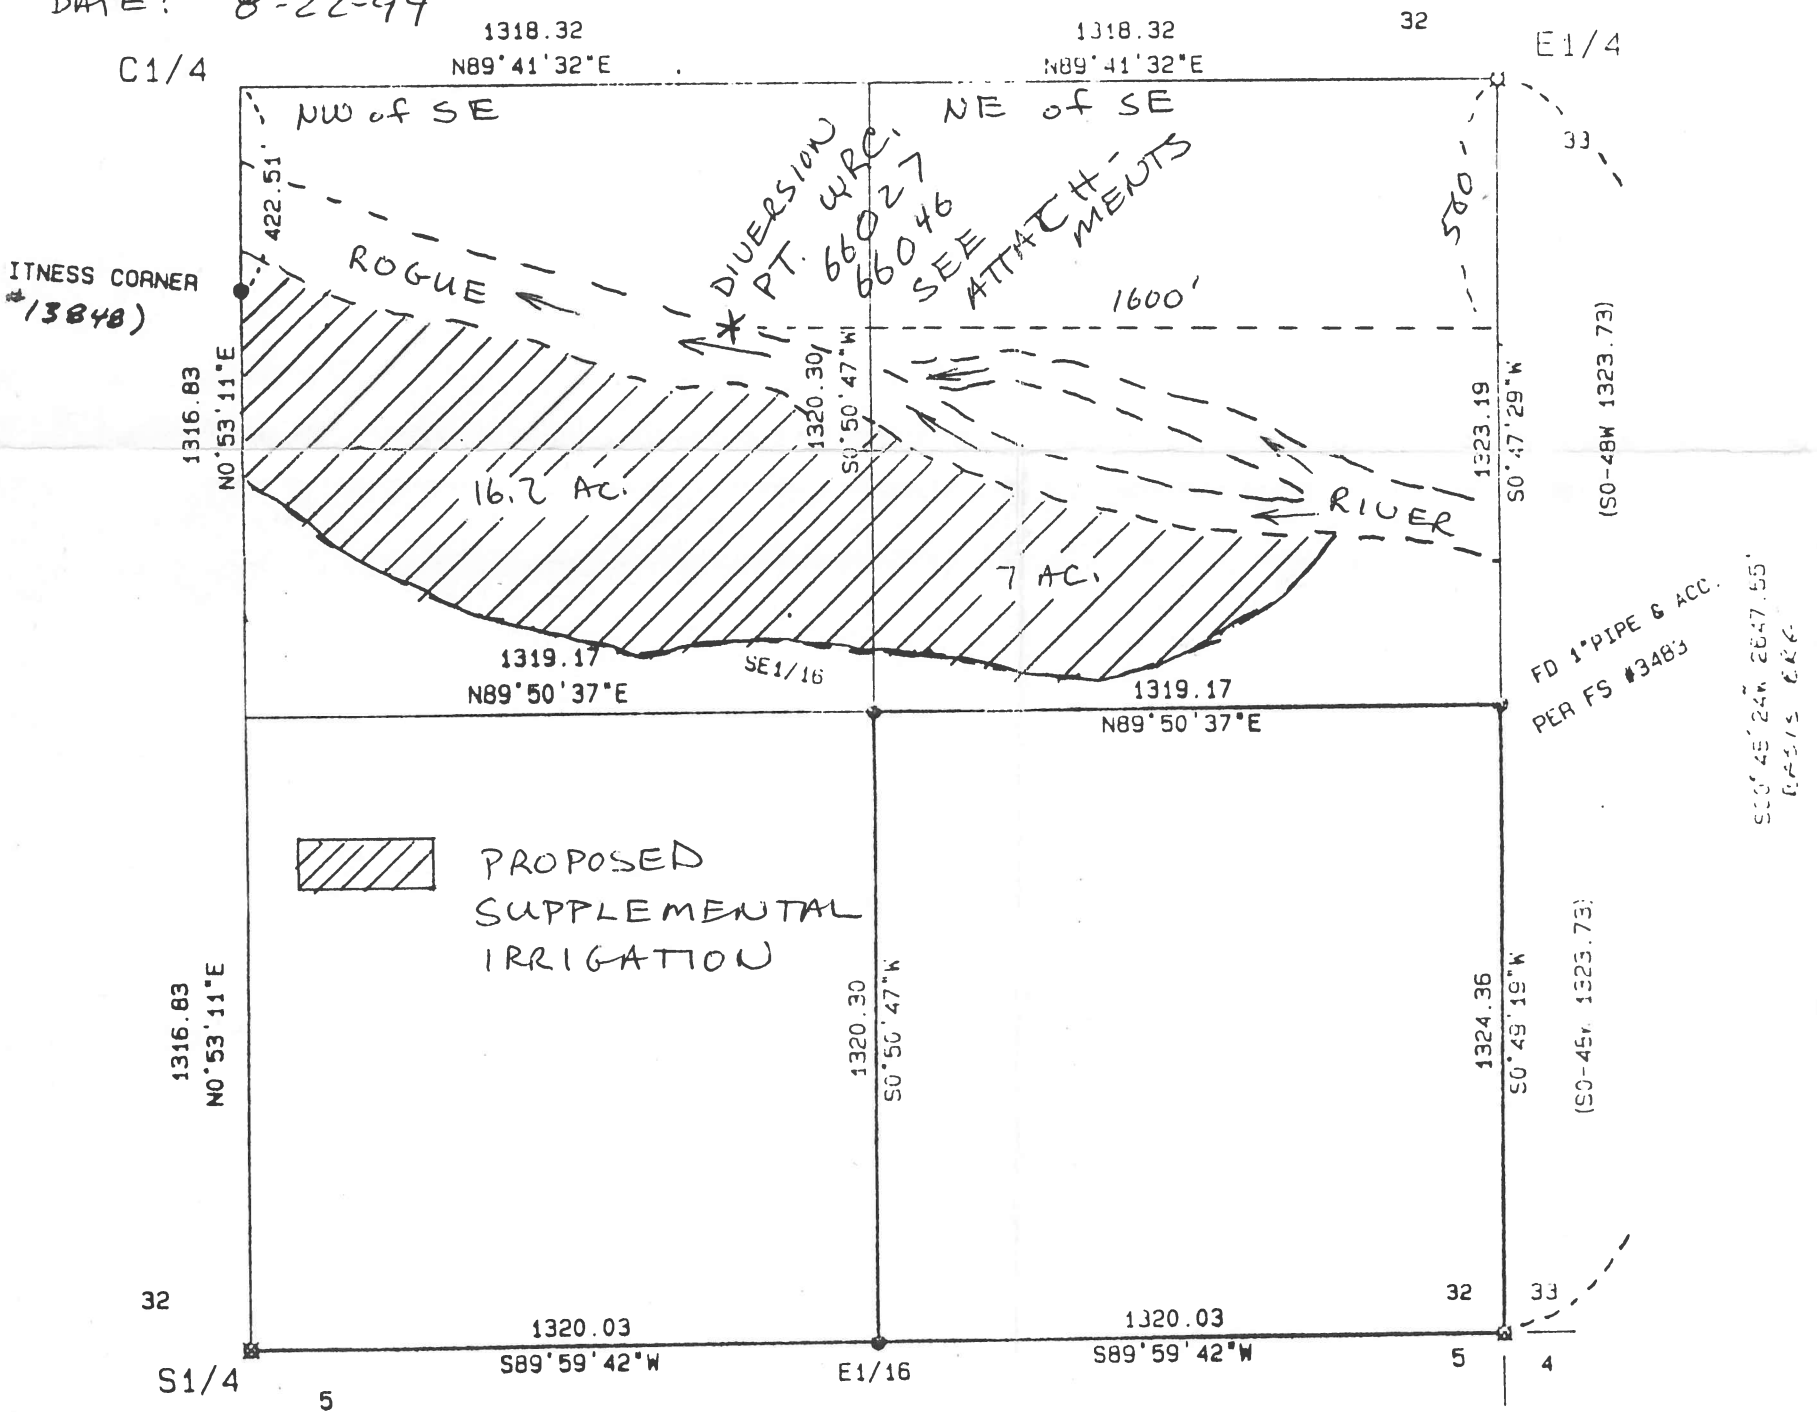 DATE: 8-22-94
1318.32
N89°41'32"E
1318.32
N89°41'32"E
32
E1/4
C1/4
NW of SE
NE of SE
33
422.51'
DIVERSION
PT. WRC.
66027
66046
SEE
ATTATCH-
MENTS
500'
ROGUE
1600'
ITNESS CORNER
#13848)
1316.83
N0°53'11"E
1320.30
S0°50'47"W
1323.19
S0°47'29"W
(S0-48W 1323.73)
16.2 AC.
7 AC.
RIVER
1319.17
N89°50'37"E
SE1/16
1319.17
N89°50'37"E
FD 1"PIPE & ACC.
PER FS #3483
PROPOSED
SUPPLEMENTAL
IRRIGATION
1316.83
N0°53'11"E
1320.30
S0°50'47"W
1324.36
S0°49'19"W
(S0-45W 1323.73)
32
1320.03
S89°59'42"W
1320.03
S89°59'42"W
32
33
S1/4
5
E1/16
5
4